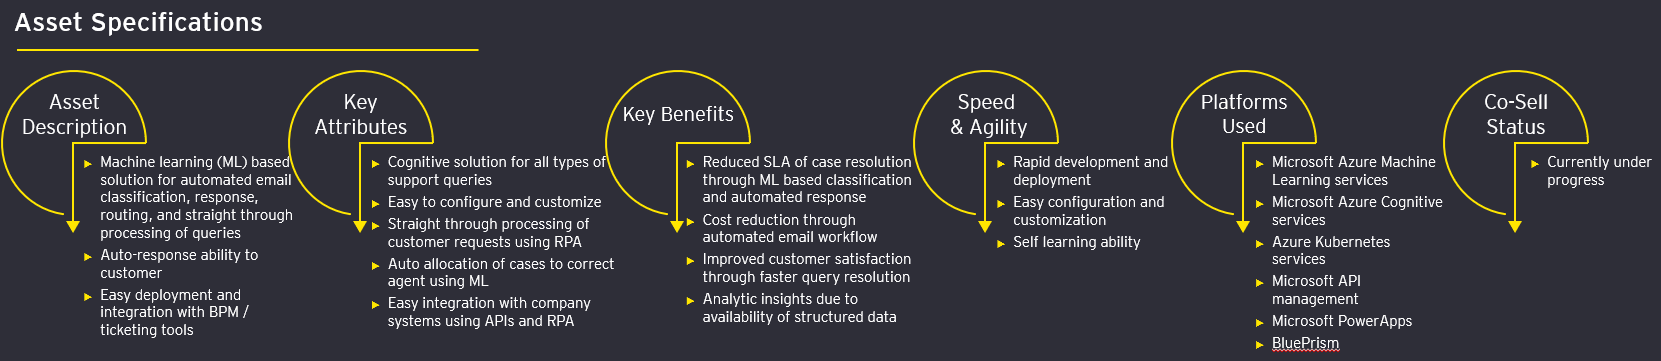 Asset Specifications
Asset
Description
Machine learning (ML) based
solution for automated email
classification, response,
routing, and straight through
processing of queries
Auto-response ability to
customer
Easy deployment and
integration with BPM /
ticketing tools
Key
Attributes
Cognitive solution for all types of
support queries
Easy to configure and customize
Straight through processing of
customer requests using RPA
Auto allocation of cases to correct
agent using ML
Easy integration with company
systems using APIs and RPA
Key Benefits
Reduced SLA of case resolution
through ML based classification
and automated response
Cost reduction through
automated email workflow
Improved customer satisfaction
through faster query resolution
Analytic insights due to
availability of structured data
Speed
& Agility
Rapid development and
deployment
Easy configuration and
customization
Self learning ability
Platforms
Used
Microsoft Azure Machine
Learning services
Microsoft Azure Cognitive
services
Azure Kubernetes
services
Microsoft API
management
Microsoft PowerApps
BluePrism
Co-Sell
Status
Currently under
progress